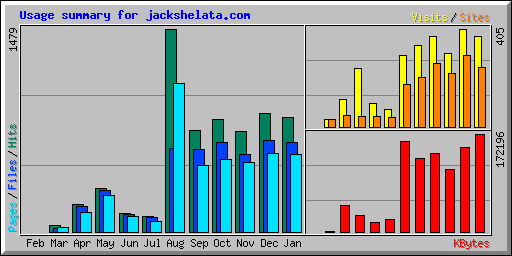 Usage summary for jackshelata.com
Visits / Sites
1479
405
Pages / Files / Hits
172196
Feb Mar Apr May Jun Jul Aug Sep Oct Nov Dec Jan
KBytes